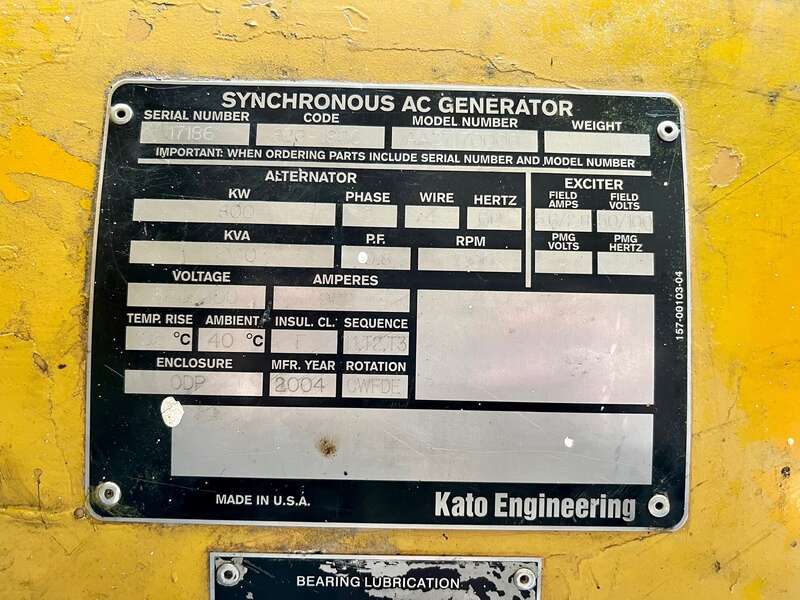 SYNCHRONOUS AC GENERATOR
SERIAL NUMBER CODE MODEL NUMBER WEIGHT
17186
IMPORTANT: WHEN ORDERING PARTS INCLUDE SERIAL NUMBER AND MODEL NUMBER
ALTERNATOR EXCITER
KW PHASE WIRE HERTZ FIELD AMPS FIELD VOLTS
KVA P.F. RPM PMG VOLTS PMG HERTZ
VOLTAGE AMPERES
TEMP. RISE AMBIENT INSUL. CL. SEQUENCE
°C 40 °C
ENCLOSURE MFR. YEAR ROTATION
ODP 2004 CWFDE
157-00103-04
MADE IN U.S.A. Kato Engineering
BEARING LUBRICATION